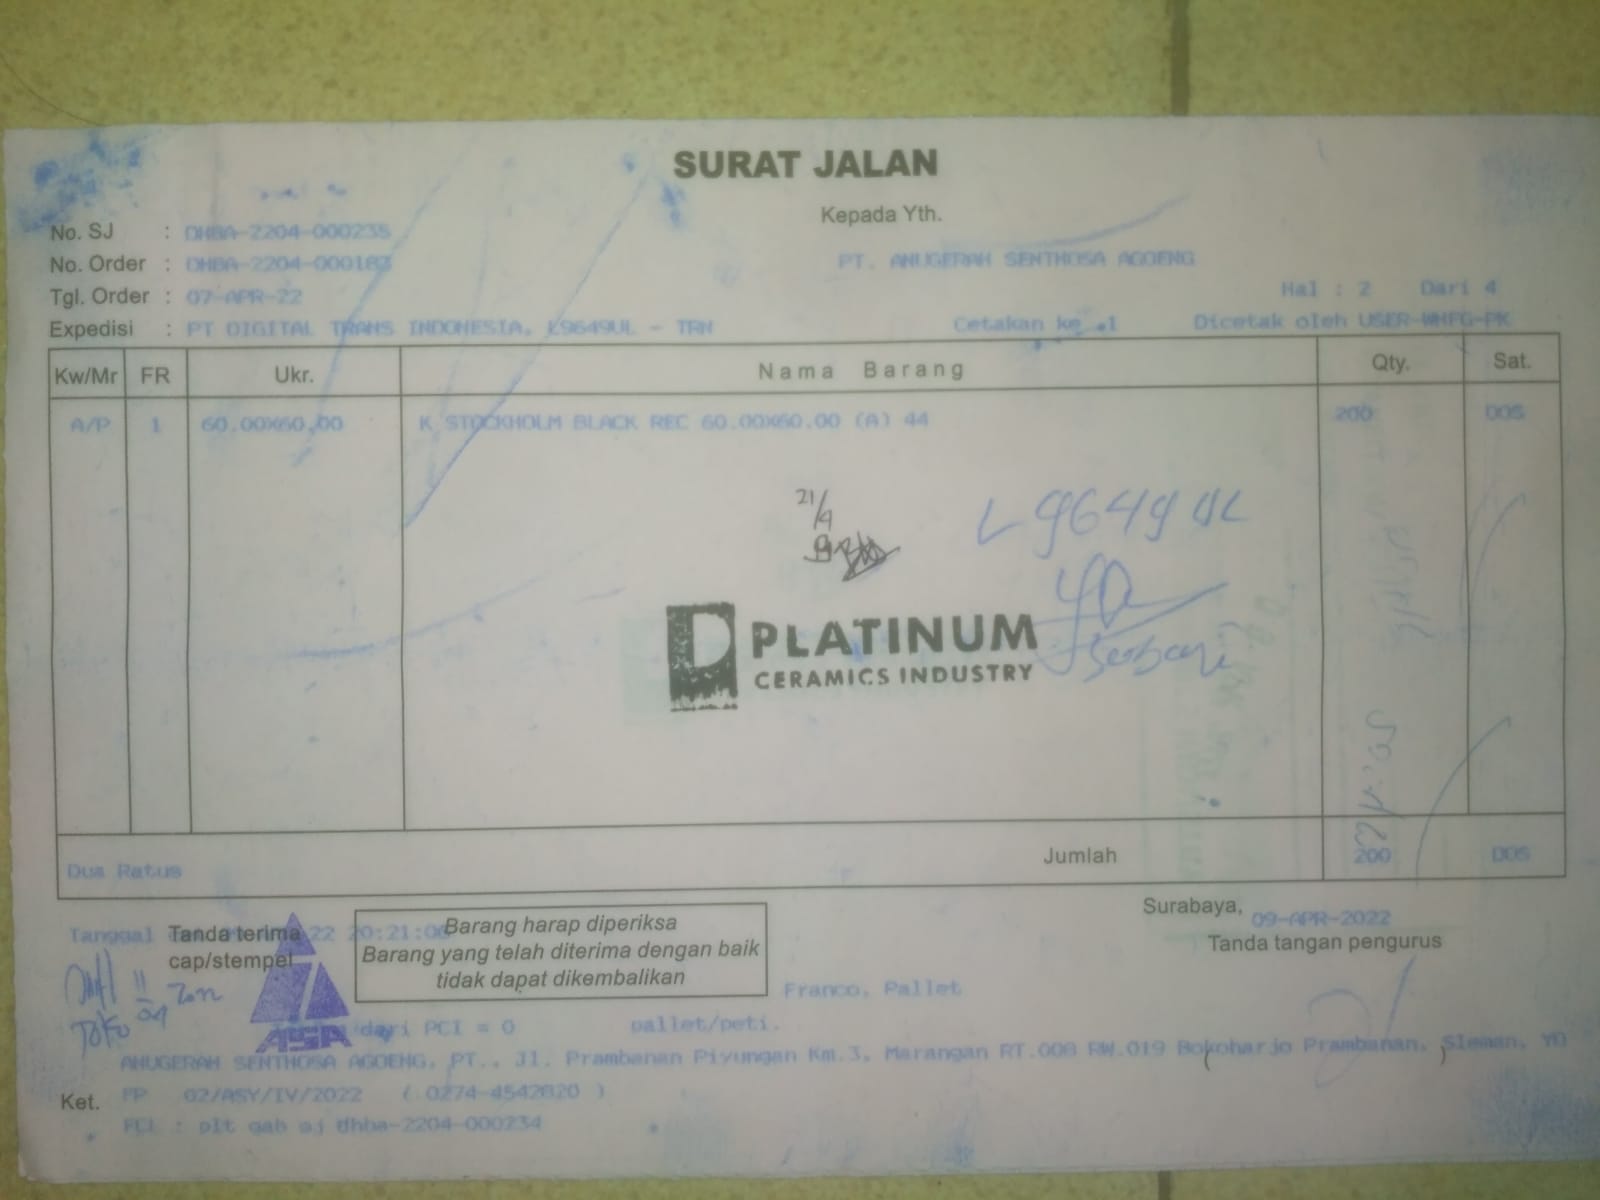 SURAT JALAN
Kepada Yth.
No. SJ : DHBA-2204-000235
No. Order : DHBA-2204-000183
PT. ANUGERAH SENTHOSA AGOENG
Tgl. Order : 07-APR-22
Hal : 2 Dari 4
Expedisi : PT DIGITAL TRANS INDONESIA, L9649UL - TRN
Cetakan ke .1 Dicetak oleh USER-WHFG-PK
Kw/Mr FR Ukr. Nama Barang Qty. Sat.
A/P 1 60.00X60.00 K STOCKHOLM BLACK REC 60.00X60.00 (A) 44 200 DOS
21/4
L 9649 UL
PLATINUM
CERAMICS INDUSTRY
Jumlah 200 DOS
Dua Ratus
Surabaya, 09-APR-2022
Tanda tangan pengurus
Tanggal 22 20:21:06
Tanda terima
cap/stempel
Barang harap diperiksa
Barang yang telah diterima dengan baik
tidak dapat dikembalikan
Franco, Pallet
Toko
ASA
dari PCI = 0 pallet/peti.
ANUGERAH SENTHOSA AGOENG, PT., Jl. Prambanan Piyungan Km.3, Marangan RT.008 RW.019 Bokoharjo Prambanan, Sleman, YO
Ket. FP 02/ASY/IV/2022 ( 0274-4542820 )
FCL : plt gab sj dhba-2204-000234